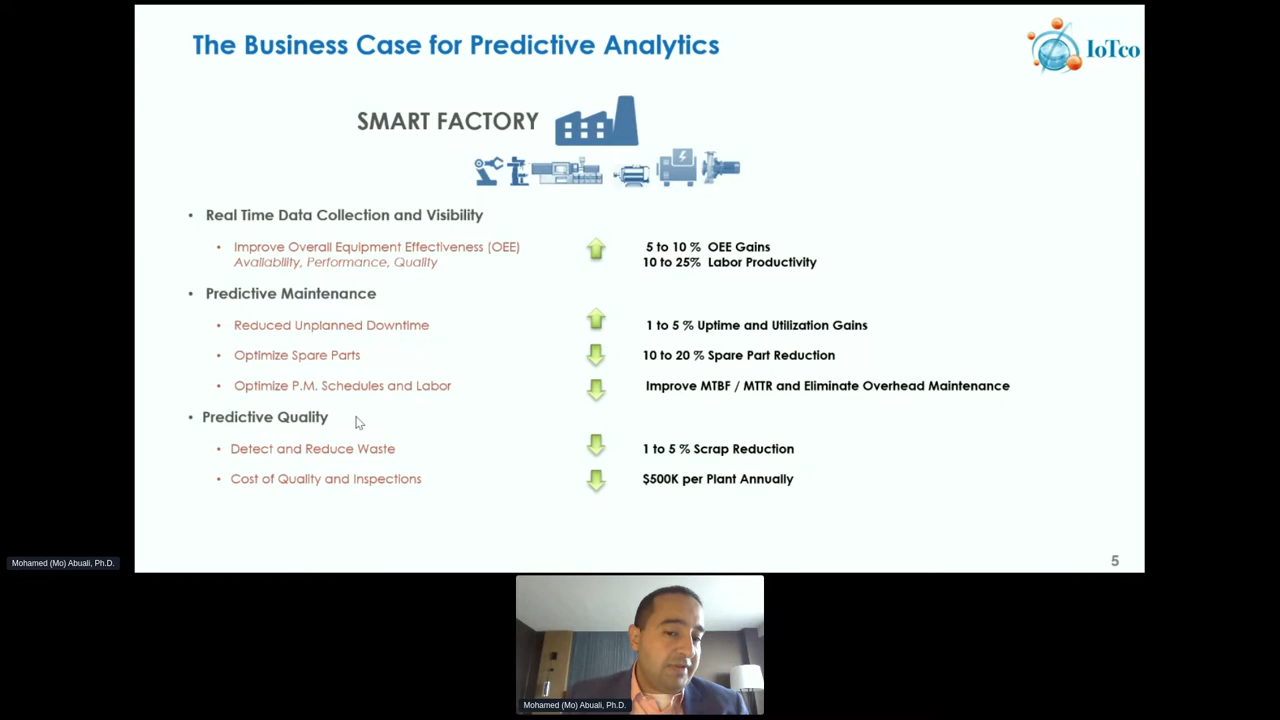 The Business Case for Predictive Analytics
IoTco
SMART FACTORY
• Real Time Data Collection and Visibility
• Improve Overall Equipment Effectiveness (OEE)
Availability, Performance, Quality
5 to 10 % OEE Gains
10 to 25% Labor Productivity
• Predictive Maintenance
• Reduced Unplanned Downtime
1 to 5 % Uptime and Utilization Gains
• Optimize Spare Parts
10 to 20 % Spare Part Reduction
• Optimize P.M. Schedules and Labor
Improve MTBF / MTTR and Eliminate Overhead Maintenance
• Predictive Quality
• Detect and Reduce Waste
1 to 5 % Scrap Reduction
• Cost of Quality and Inspections
$500K per Plant Annually
5
Mohamed (Mo) Abuali, Ph.D.
Mohamed (Mo) Abuali, Ph.D.